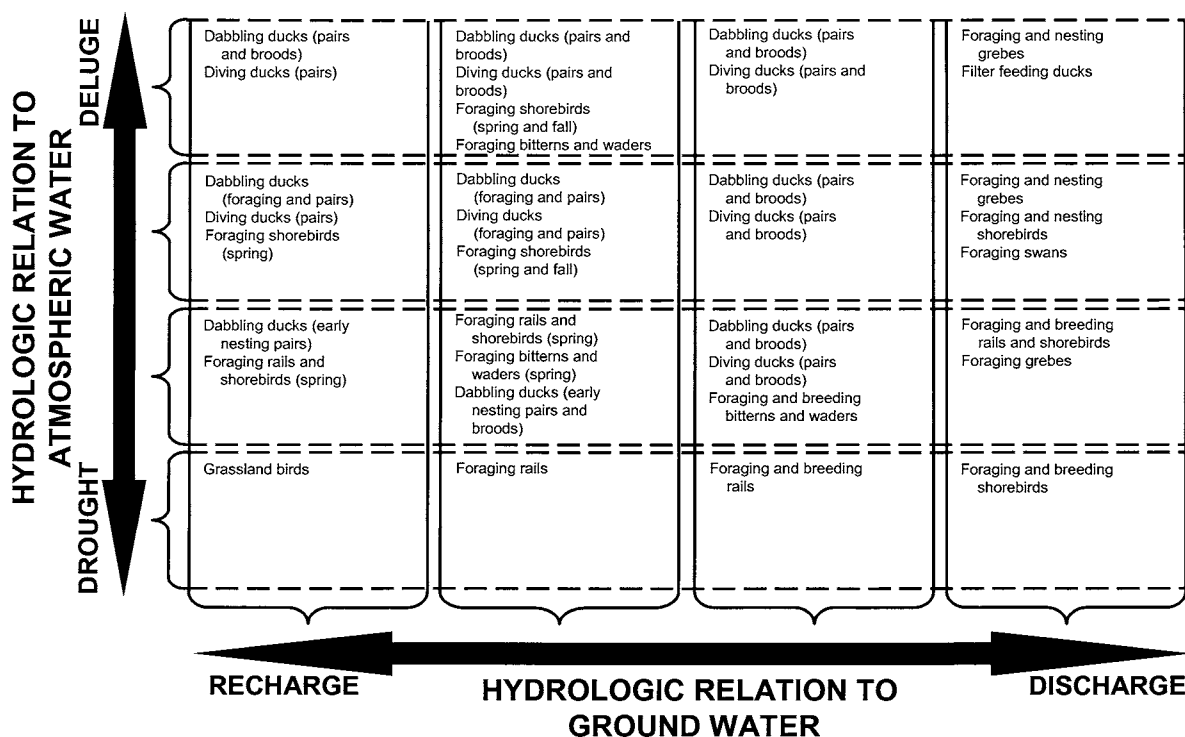 HYDROLOGIC RELATION TO
ATMOSPHERIC WATER
DELUGE
DROUGHT
Dabbling ducks (pairs
and broods)
Diving ducks (pairs)
Dabbling ducks (pairs and
broods)
Diving ducks (pairs and
broods)
Foraging shorebirds
(spring and fall)
Foraging bitterns and waders
Dabbling ducks (pairs
and broods)
Diving ducks (pairs and
broods)
Foraging and nesting
grebes
Filter feeding ducks
Dabbling ducks
(foraging and pairs)
Diving ducks (pairs)
Foraging shorebirds
(spring)
Dabbling ducks
(foraging and pairs)
Diving ducks
(foraging and pairs)
Foraging shorebirds
(spring and fall)
Dabbling ducks (pairs
and broods)
Diving ducks (pairs
and broods)
Foraging and nesting
grebes
Foraging and nesting
shorebirds
Foraging swans
Dabbling ducks (early
nesting pairs)
Foraging rails and
shorebirds (spring)
Foraging rails and
shorebirds (spring)
Foraging bitterns and
waders (spring)
Dabbling ducks (early
nesting pairs and
broods)
Dabbling ducks (pairs
and broods)
Diving ducks (pairs
and broods)
Foraging and breeding
bitterns and waders
Foraging and breeding
rails and shorebirds
Foraging grebes
Grassland birds
Foraging rails
Foraging and breeding
rails
Foraging and breeding
shorebirds
RECHARGE
HYDROLOGIC RELATION TO
GROUND WATER
DISCHARGE